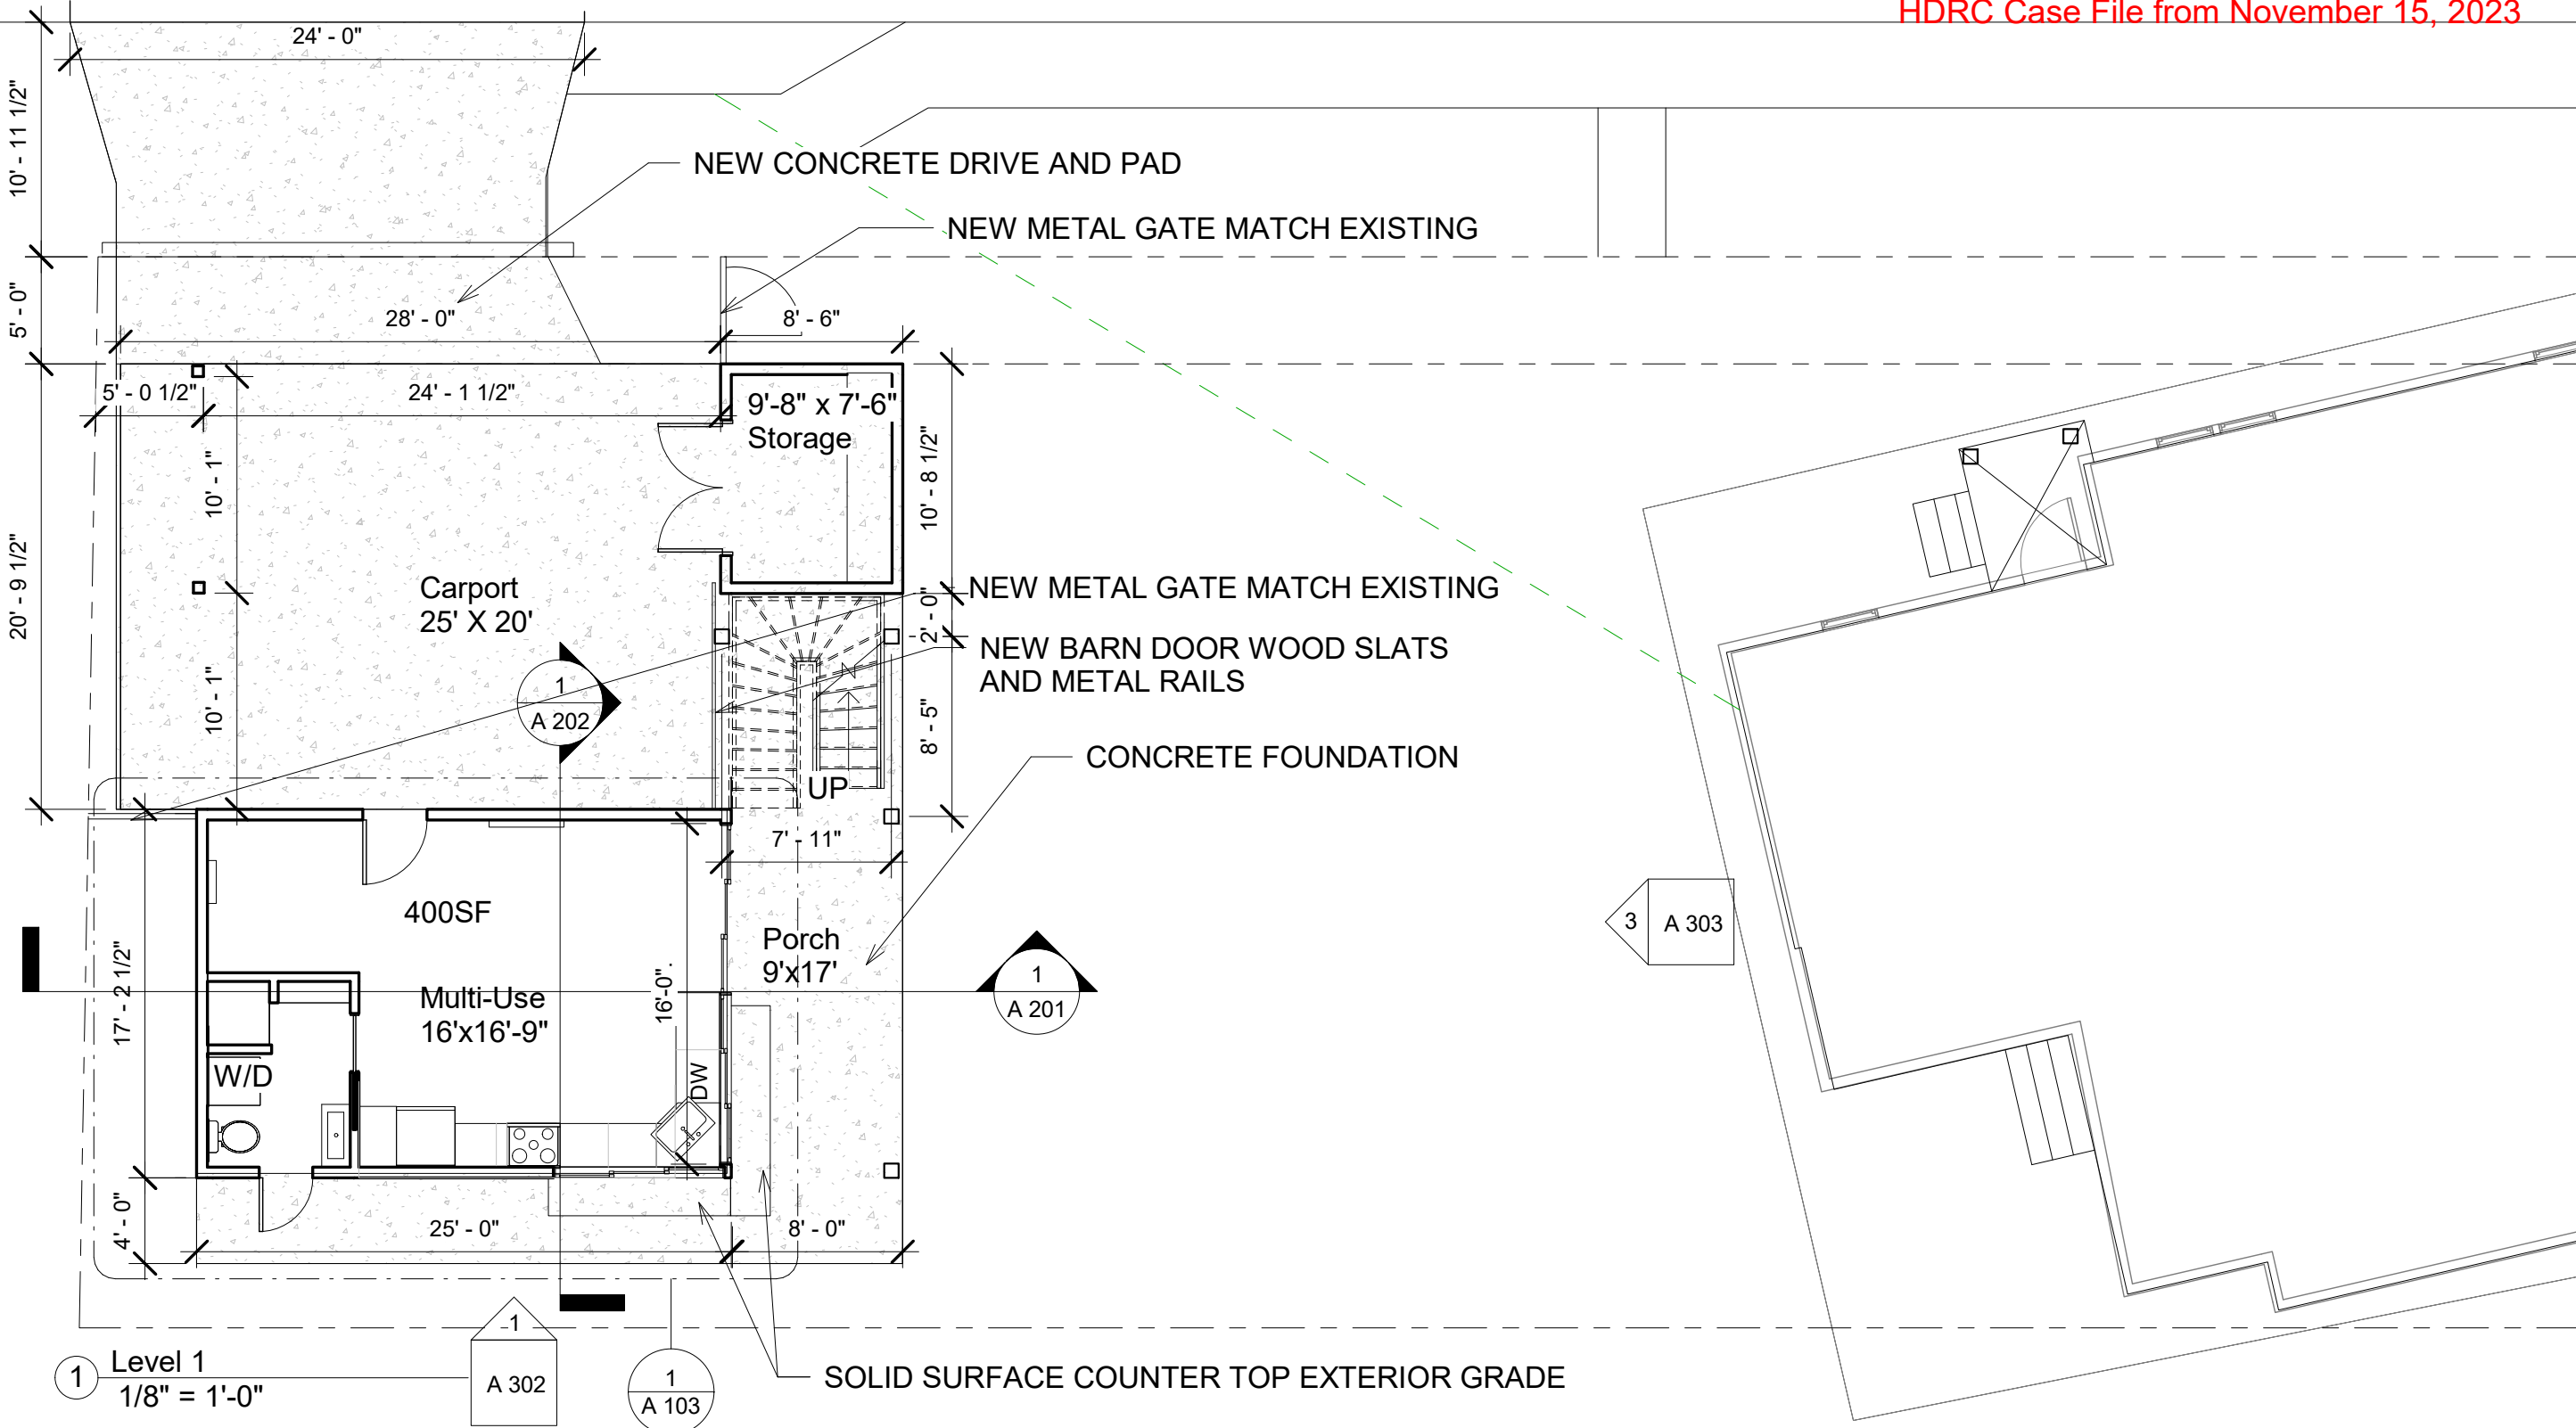 HDRC Case File from November 15, 2023
24' - 0"
10' - 11 1/2"
NEW CONCRETE DRIVE AND PAD
NEW METAL GATE MATCH EXISTING
5' - 0"
28' - 0"
8' - 6"
5' - 0 1/2"
24' - 1 1/2"
9'-8" x 7'-6"
Storage
10' - 1"
10' - 8 1/2"
20' - 9 1/2"
Carport
25' X 20'
NEW METAL GATE MATCH EXISTING
2' - 0"
NEW BARN DOOR WOOD SLATS
AND METAL RAILS
1
A 202
10' - 1"
8' - 5"
CONCRETE FOUNDATION
UP
7' - 11"
400SF
3
A 303
Porch
9'x17'
17' - 2 1/2"
Multi-Use
16'x16'-9"
16'-0".
1
A 201
W/D
DW
4' - 0"
25' - 0"
8' - 0"
1
Level 1
1/8" = 1'-0"
1
A 302
1
A 103
SOLID SURFACE COUNTER TOP EXTERIOR GRADE